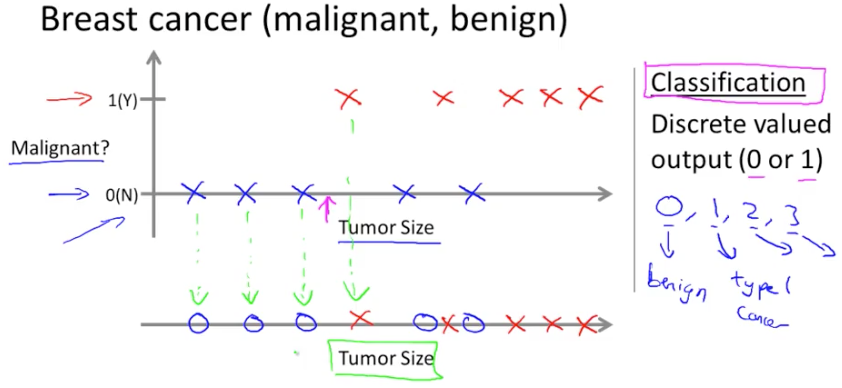 Breast cancer (malignant, benign)
1(Y)
Malignant?
0(N)
Tumor Size
Tumor Size
Classification
Discrete valued
output (0 or 1)
0, 1, 2, 3
benign
type 1
cancer